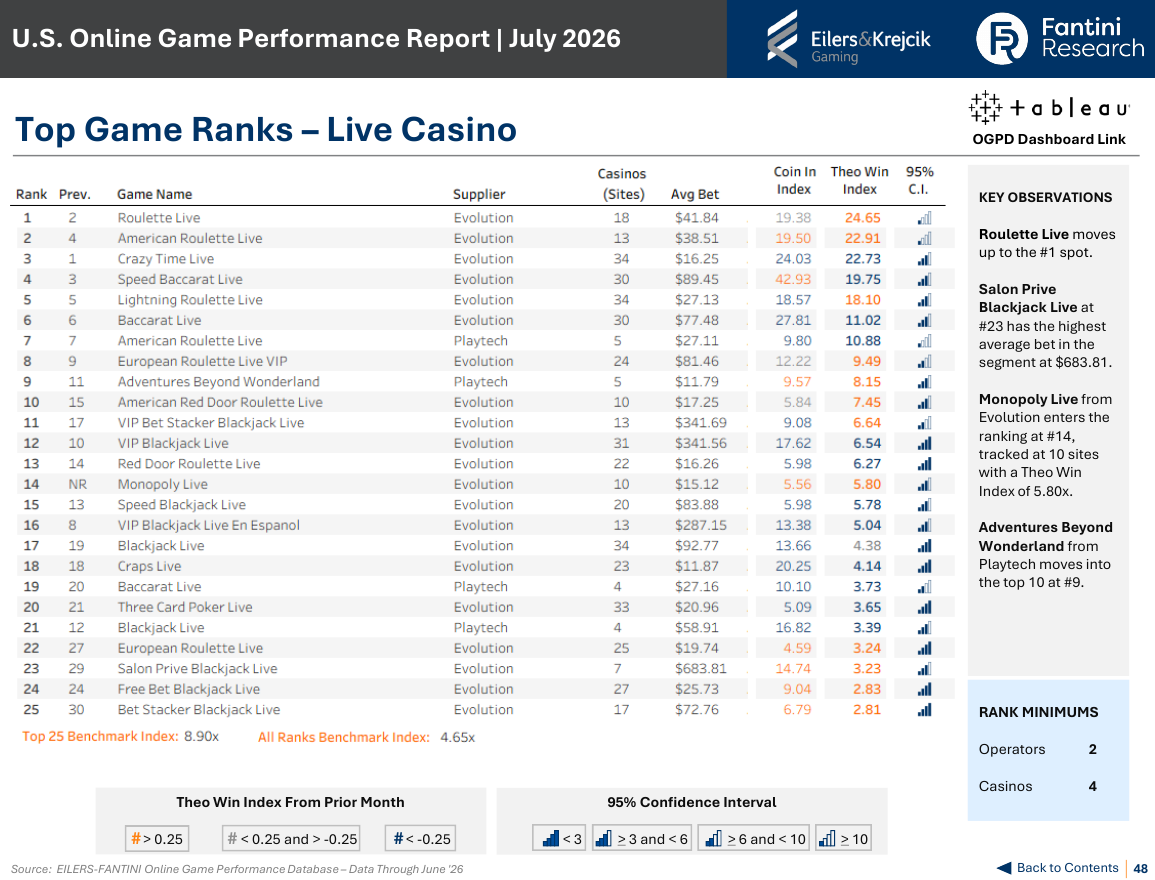 U.S. Online Game Performance Report | July 2026
Eilers&Krejcik
Gaming
Fantini
Research
Top Game Ranks – Live Casino
+ a b l e a u
OGPD Dashboard Link
Rank Prev. Game Name Supplier Casinos (Sites) Avg Bet Coin In Index Theo Win Index 95% C.I.
1 2 Roulette Live Evolution 18 $41.84 19.38 24.65
2 4 American Roulette Live Evolution 13 $38.51 19.50 22.91
3 1 Crazy Time Live Evolution 34 $16.25 24.03 22.73
4 3 Speed Baccarat Live Evolution 30 $89.45 42.93 19.75
5 5 Lightning Roulette Live Evolution 34 $27.13 18.57 18.10
6 6 Baccarat Live Evolution 30 $77.48 27.81 11.02
7 7 American Roulette Live Playtech 5 $27.11 9.80 10.88
8 9 European Roulette Live VIP Evolution 24 $81.46 12.22 9.49
9 11 Adventures Beyond Wonderland Playtech 5 $11.79 9.57 8.15
10 15 American Red Door Roulette Live Evolution 10 $17.25 5.84 7.45
11 17 VIP Bet Stacker Blackjack Live Evolution 13 $341.69 9.08 6.64
12 10 VIP Blackjack Live Evolution 31 $341.56 17.62 6.54
13 14 Red Door Roulette Live Evolution 22 $16.26 5.98 6.27
14 NR Monopoly Live Evolution 10 $15.12 5.56 5.80
15 13 Speed Blackjack Live Evolution 20 $83.88 5.98 5.78
16 8 VIP Blackjack Live En Espanol Evolution 13 $287.15 13.38 5.04
17 19 Blackjack Live Evolution 34 $92.77 13.66 4.38
18 18 Craps Live Evolution 23 $11.87 20.25 4.14
19 20 Baccarat Live Playtech 4 $27.16 10.10 3.73
20 21 Three Card Poker Live Evolution 33 $20.96 5.09 3.65
21 12 Blackjack Live Playtech 4 $58.91 16.82 3.39
22 27 European Roulette Live Evolution 25 $19.74 4.59 3.24
23 29 Salon Prive Blackjack Live Evolution 7 $683.81 14.74 3.23
24 24 Free Bet Blackjack Live Evolution 27 $25.73 9.04 2.83
25 30 Bet Stacker Blackjack Live Evolution 17 $72.76 6.79 2.81
Top 25 Benchmark Index: 8.90x All Ranks Benchmark Index: 4.65x
KEY OBSERVATIONS
Roulette Live moves
up to the #1 spot.
Salon Prive
Blackjack Live at
#23 has the highest
average bet in the
segment at $683.81.
Monopoly Live from
Evolution enters the
ranking at #14,
tracked at 10 sites
with a Theo Win
Index of 5.80x.
Adventures Beyond
Wonderland from
Playtech moves into
the top 10 at #9.
RANK MINIMUMS
Operators 2
Casinos 4
Theo Win Index From Prior Month
# > 0.25 # < 0.25 and > -0.25 # < -0.25
95% Confidence Interval
< 3 ≥ 3 and < 6 ≥ 6 and < 10 ≥ 10
Source: EILERS-FANTINI Online Game Performance Database – Data Through June '26
Back to Contents | 48